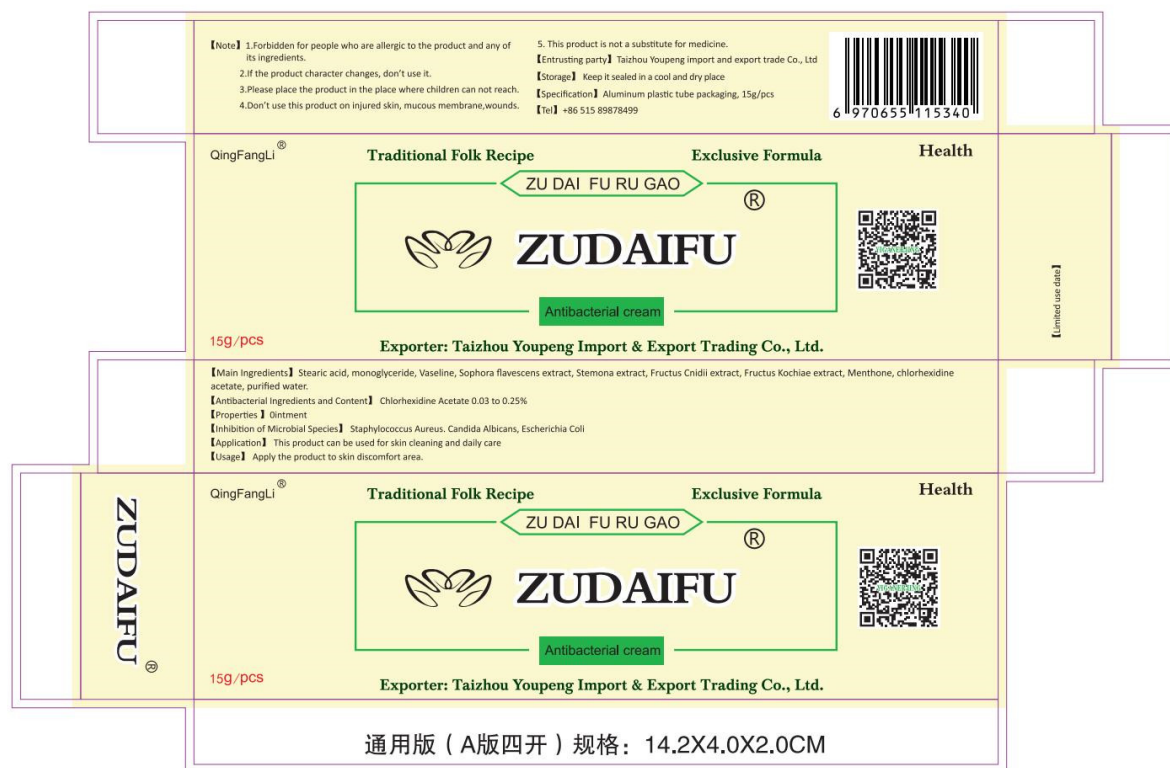 【Note】 1.Forbidden for people who are allergic to the product and any of
its ingredients.
2.If the product character changes, don't use it.
3.Please place the product in the place where children can not reach.
4.Don't use this product on injured skin, mucous membrane,wounds.
5. This product is not a substitute for medicine.
【Entrusting party】 Taizhou Youpeng import and export trade Co., Ltd
【Storage】 Keep it sealed in a cool and dry place
【Specification】 Aluminum plastic tube packaging, 15g/pcs
【Tel】 +86 515 89878499
6 970655 115340
QingFangLi®
Traditional Folk Recipe
Exclusive Formula
Health
ZU DAI FU RU GAO
®
ZUDAIFU
Antibacterial cream
15g/pcs
Exporter: Taizhou Youpeng Import & Export Trading Co., Ltd.
【Limited use date】
【Main Ingredients】 Stearic acid, monoglyceride, Vaseline, Sophora flavescens extract, Stemona extract, Fructus Cnidii extract, Fructus Kochiae extract, Menthone, chlorhexidine
acetate, purified water.
【Antibacterial Ingredients and Content】 Chlorhexidine Acetate 0.03 to 0.25%
【Properties 】 0intment
【Inhibition of Microbial Species】 Staphylococcus Aureus. Candida Albicans, Escherichia Coli
【Application】 This product can be used for skin cleaning and daily care
【Usage】 Apply the product to skin discomfort area.
ZUDAIFU®
QingFangLi®
Traditional Folk Recipe
Exclusive Formula
Health
ZU DAI FU RU GAO
®
ZUDAIFU
Antibacterial cream
15g/pcs
Exporter: Taizhou Youpeng Import & Export Trading Co., Ltd.
通用版（A版四开）规格：14.2X4.0X2.0CM